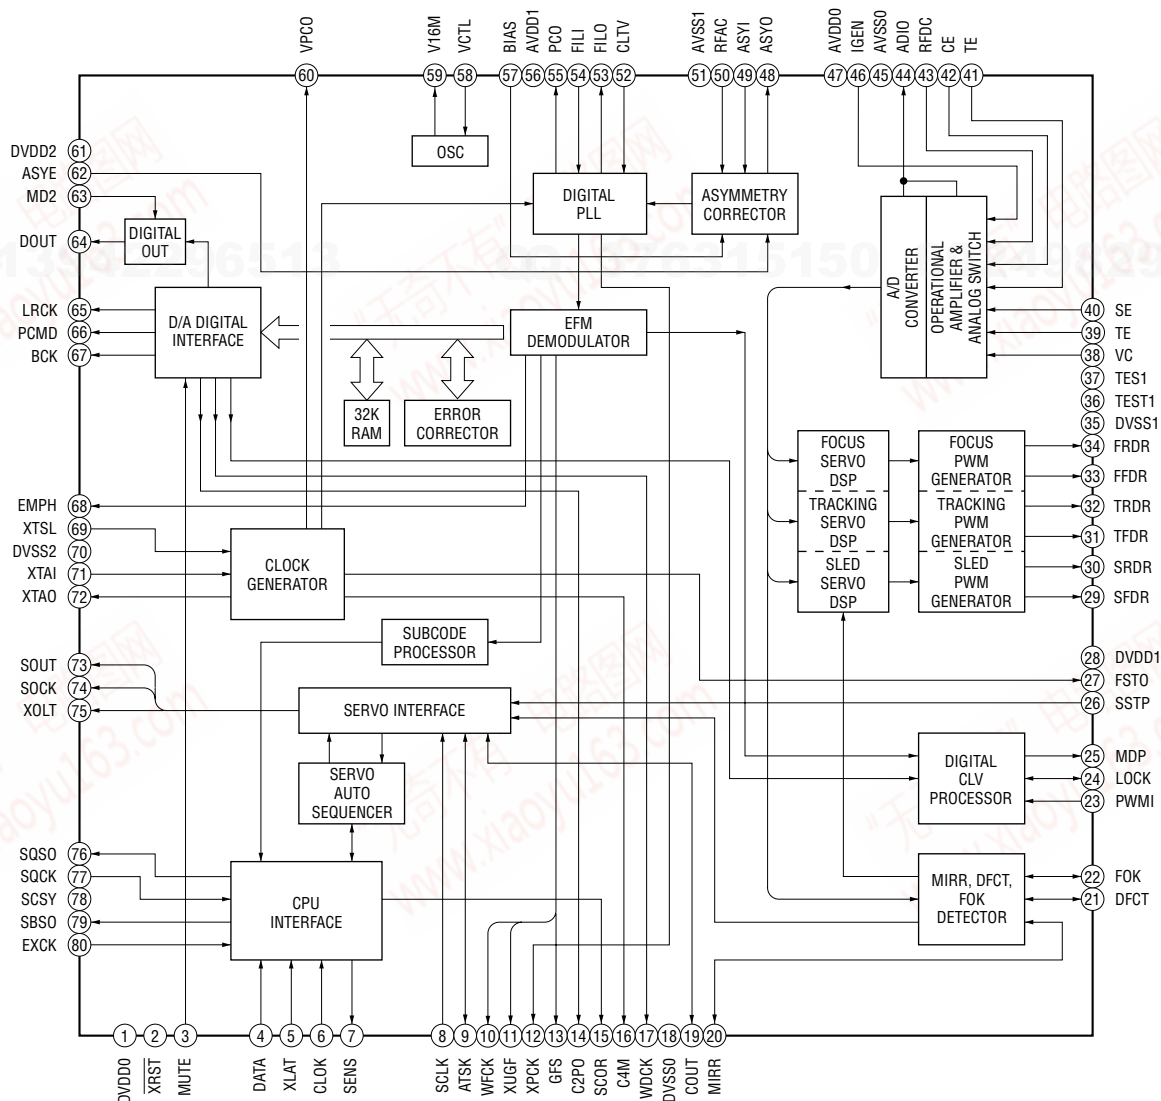 VPCO
V16M
VCTL
BIAS
AVDD1
PCO
FILI
FILO
CLTV
AVSS1
RFAC
ASYI
ASYO
AVDD0
IGEN
AVSS0
ADIO
RFDC
CE
TE
60
59
58
57
56
55
54
53
52
51
50
49
48
47
46
45
44
43
42
41
DVDD2 61
ASYE 62
MD2 63
DOUT 64
LRCK 65
PCMD 66
BCK 67
EMPH 68
XTSL 69
DVSS2 70
XTAI 71
XTAO 72
SOUT 73
SOCK 74
XOLT 75
SQSO 76
SQCK 77
SCSY 78
SBSO 79
EXCK 80
OSC
DIGITAL
PLL
ASYMMETRY
CORRECTOR
DIGITAL
OUT
D/A DIGITAL
INTERFACE
EFM
DEMODULATOR
32K
RAM
ERROR
CORRECTOR
A/D
CONVERTER
OPERATIONAL
AMPLIFIER &
ANALOG SWITCH
FOCUS
SERVO
DSP
TRACKING
SERVO
DSP
SLED
SERVO
DSP
FOCUS
PWM
GENERATOR
TRACKING
PWM
GENERATOR
SLED
PWM
GENERATOR
CLOCK
GENERATOR
SUBCODE
PROCESSOR
SERVO INTERFACE
SERVO
AUTO
SEQUENCER
CPU
INTERFACE
DIGITAL
CLV
PROCESSOR
MIRR, DFCT,
FOK
DETECTOR
40 SE
39 TE
38 VC
37 TES1
36 TEST1
35 DVSS1
34 FRDR
33 FFDR
32 TRDR
31 TFDR
30 SRDR
29 SFDR
28 DVDD1
27 FSTO
26 SSTP
25 MDP
24 LOCK
23 PWMI
22 FOK
21 DFCT
1
2
3
4
5
6
7
8
9
10
11
12
13
14
15
16
17
18
19
20
DVDD0
XRST
MUTE
DATA
XLAT
CLOK
SENS
SCLK
ATSK
WFCK
XUGF
XPCK
GFS
C2PO
SCOR
C4M
WDCK
DVSS0
COUT
MIRR